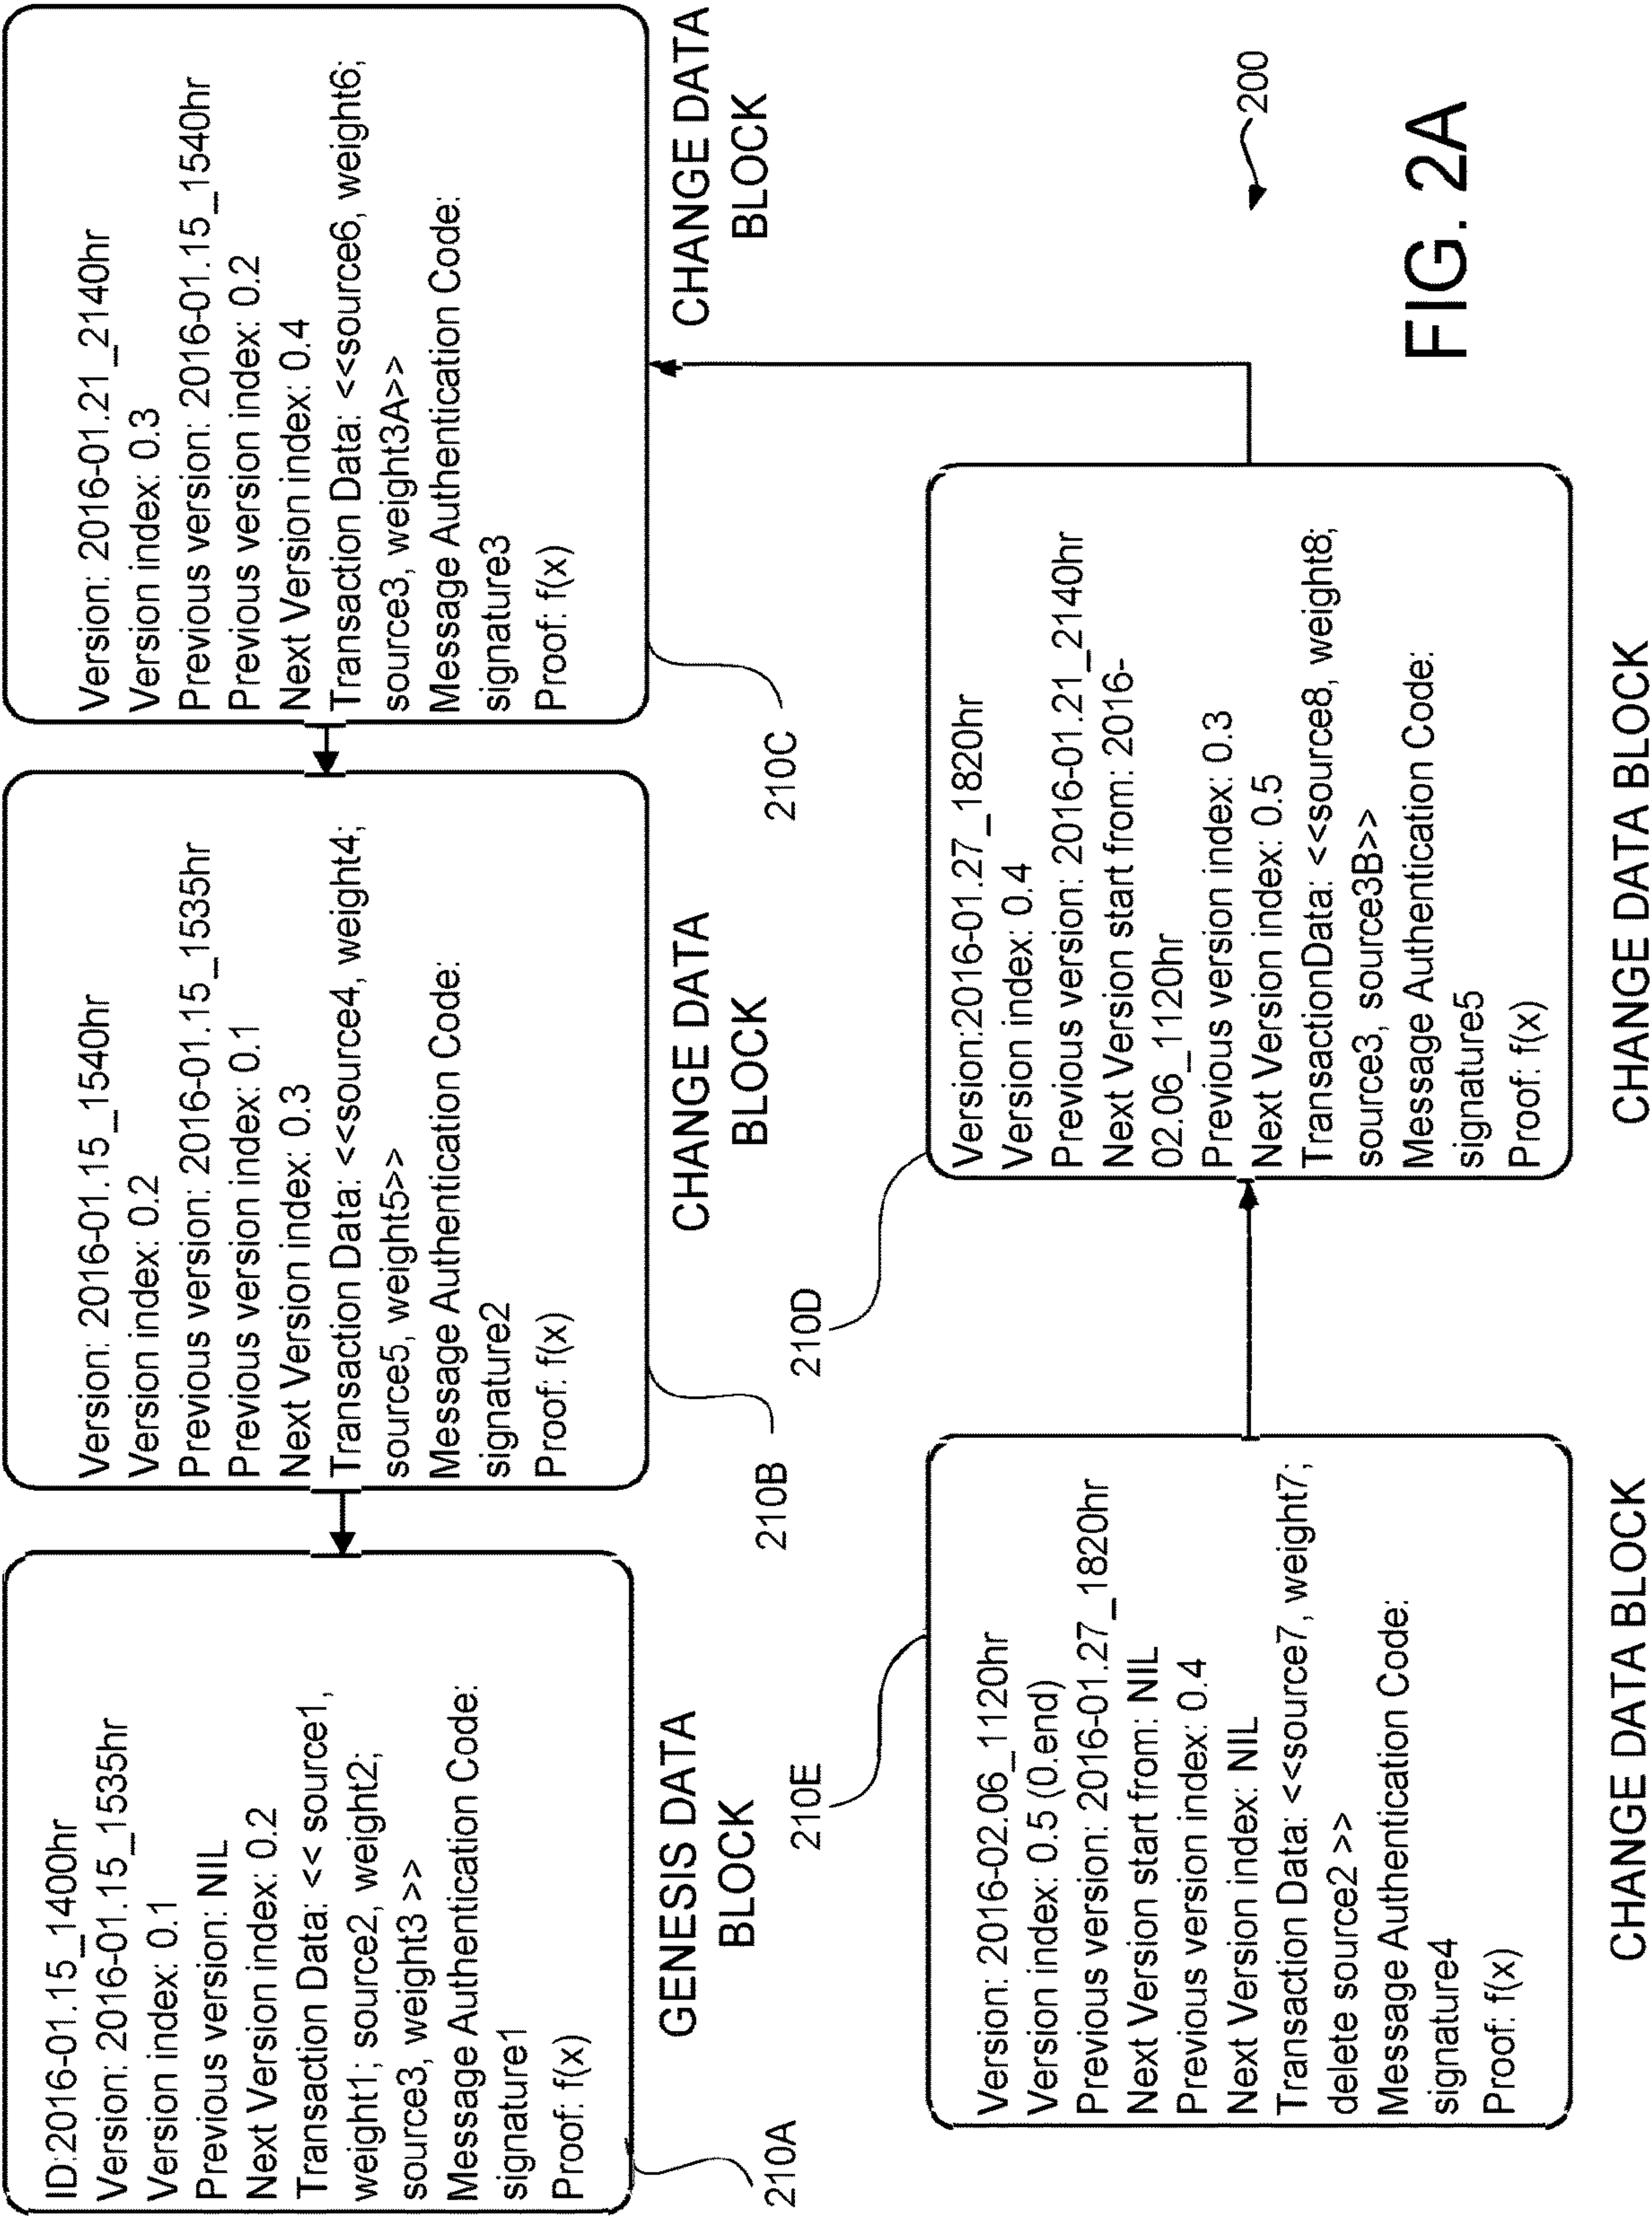 ID:2016-01.15_1400hr
Version: 2016-01.15_1535hr
Version index: 0.1
Previous version: NIL
Next Version index: 0.2
Transaction Data: << source1,
weight1; source2, weight2;
source3, weight3 >>
Message Authentication Code:
signature1
Proof: f(x)
210A
GENESIS DATA
BLOCK
Version: 2016-01.15_1540hr
Version index: 0.2
Previous version: 2016-01.15_1535hr
Previous version index: 0.1
Next Version index: 0.3
Transaction Data: <<source4, weight4;
source5, weight5>>
Message Authentication Code:
signature2
Proof: f(x)
210B
CHANGE DATA
BLOCK
Version: 2016-01.21_2140hr
Version index: 0.3
Previous version: 2016-01.15_1540hr
Previous version index: 0.2
Next Version index: 0.4
Transaction Data: <<source6, weight6;
source3, weight3A>>
Message Authentication Code:
signature3
Proof: f(x)
210C
CHANGE DATA
BLOCK
210E
Version: 2016-02.06_1120hr
Version index: 0.5 (0.end)
Previous version: 2016-01.27_1820hr
Next Version start from: NIL
Previous version index: 0.4
Next Version index: NIL
Transaction Data: <<source7, weight7;
delete source2 >>
Message Authentication Code:
signature4
Proof: f(x)
CHANGE DATA BLOCK
210D
Version:2016-01.27_1820hr
Version index: 0.4
Previous version: 2016-01.21_2140hr
Next Version start from: 2016-
02.06_1120hr
Previous version index: 0.3
Next Version index: 0.5
TransactionData: <<source8, weight8;
source3, source3B>>
Message Authentication Code:
signature5
Proof: f(x)
CHANGE DATA BLOCK
200
FIG. 2A